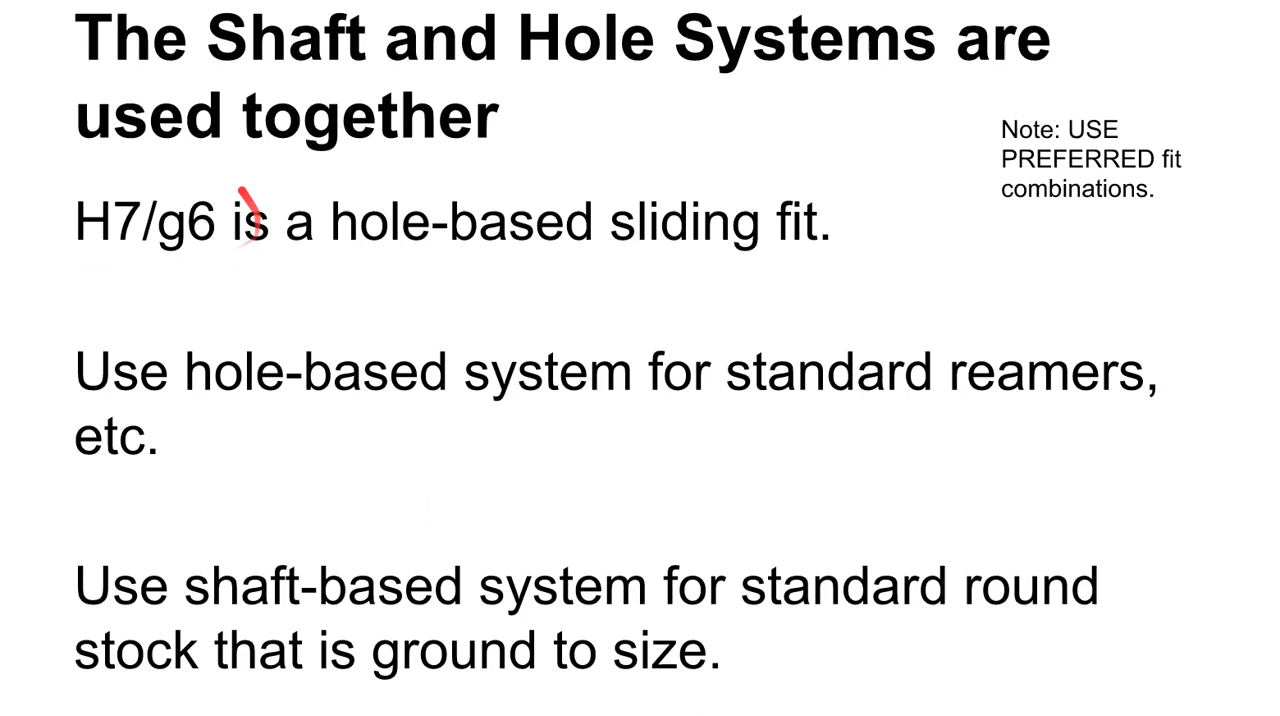 The Shaft and Hole Systems are
used together
Note: USE
PREFERRED fit
combinations.
H7/g6 is a hole-based sliding fit.
Use hole-based system for standard reamers,
etc.
Use shaft-based system for standard round
stock that is ground to size.